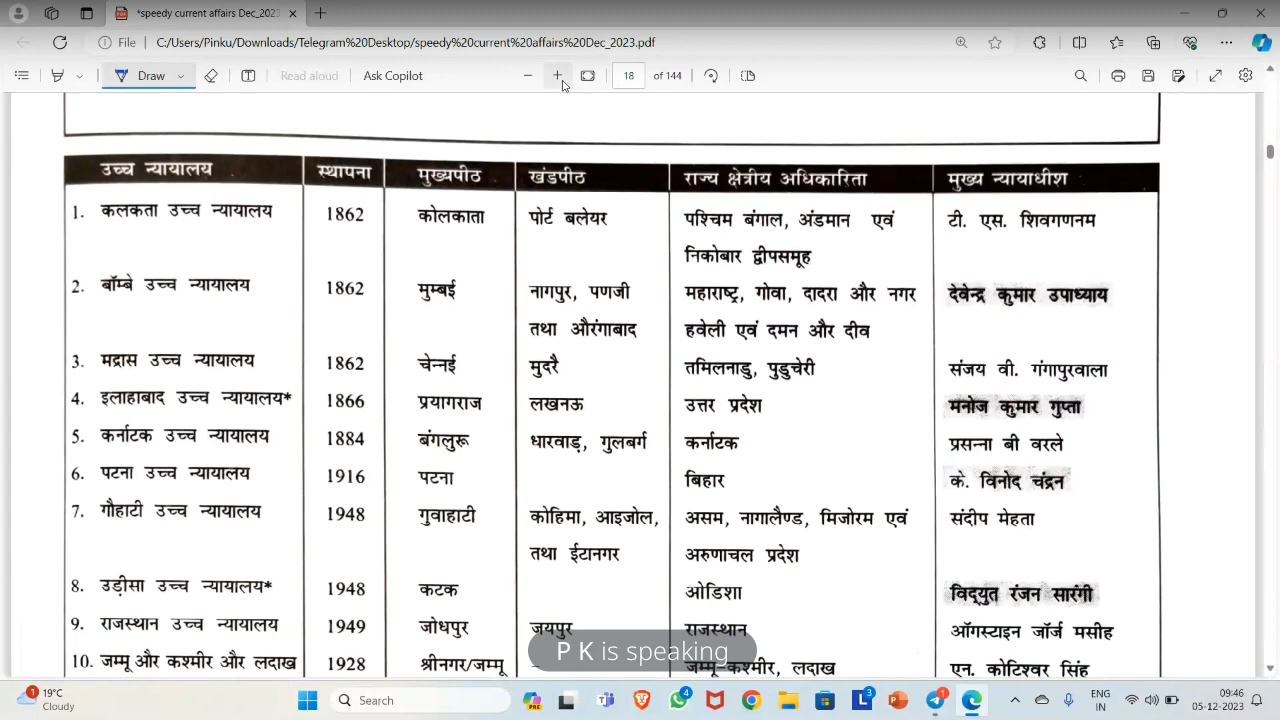 *speedy current affairs Dec_2023
File C:/Users/Pinku/Downloads/Telegram%20Desktop/speedy%20current%20affairs%20Dec_2023.pdf
Draw Read aloud Ask Copilot 18 of 144
उच्च न्यायालय स्थापना मुख्यपीठ खंडपीठ राज्य क्षेत्रीय अधिकारिता मुख्य न्यायाधीश
1. कलकता उच्च न्यायालय 1862 कोलकाता पोर्ट बलेयर पश्चिम बंगाल, अंडमान एवं टी. एस. शिवगणनम
निकोबार द्वीपसमूह
2. बॉम्बे उच्च न्यायालय 1862 मुम्बई नागपुर, पणजी महाराष्ट्र, गोवा, दादरा और नगर देवेन्द्र कुमार उपाध्याय
तथा औरंगाबाद हवेली एवं दमन और दीव
3. मद्रास उच्च न्यायालय 1862 चेन्नई मुदरै तमिलनाडु, पुडुचेरी संजय वी. गंगापुरवाला
4. इलाहाबाद उच्च न्यायालय* 1866 प्रयागराज लखनऊ उत्तर प्रदेश मनोज कुमार गुप्ता
5. कर्नाटक उच्च न्यायालय 1884 बंगलुरू धारवाड़, गुलबर्ग कर्नाटक प्रसन्ना बी वरले
6. पटना उच्च न्यायालय 1916 पटना बिहार के. विनोद चंद्रन
7. गौहाटी उच्च न्यायालय 1948 गुवाहाटी कोहिमा, आइजोल, असम, नागालैण्ड, मिजोरम एवं संदीप मेहता
तथा ईटानगर अरुणाचल प्रदेश
8. उड़ीसा उच्च न्यायालय* 1948 कटक ओडिशा विद्युत रंजन सारंगी
9. राजस्थान उच्च न्यायालय 1949 जोधपुर जयपुर राजस्थान ऑगस्टाइन जॉर्ज मसीह
P K is speaking
10. जम्मू और कश्मीर और लदाख 1928 श्रीनगर/जम्मू - जम्मू-कश्मीर, लदाख एन. कोटिश्वर सिंह
1 19°C Search 4 3 1 ENG 09:46
Cloudy IN 05-12-2023